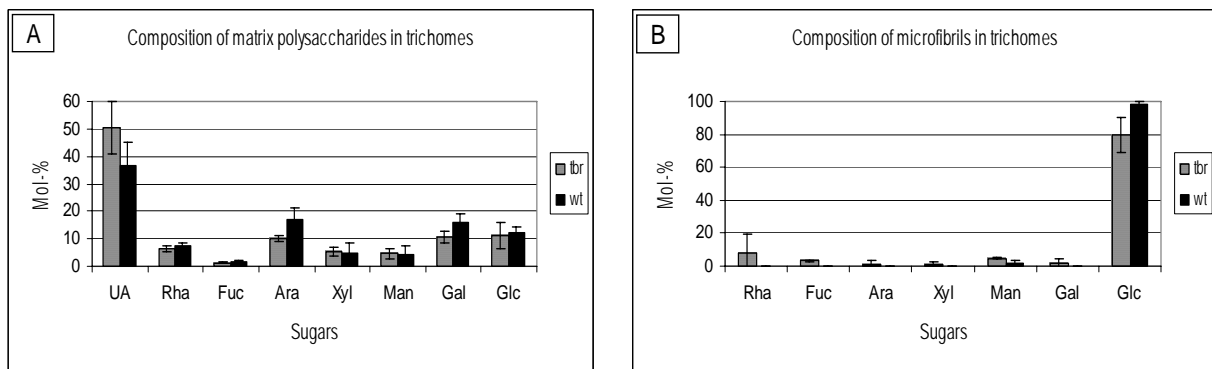 A
Composition of matrix polysaccharides in trichomes
60
50
40
30
20
10
0
Mol-%
UA Rha Fuc Ara Xyl Man Gal Glc
Sugars
tbr
wt
B
Composition of microfibrils in trichomes
100
80
60
40
20
0
Mol-%
Rha Fuc Ara Xyl Man Gal Glc
Sugars
tbr
wt